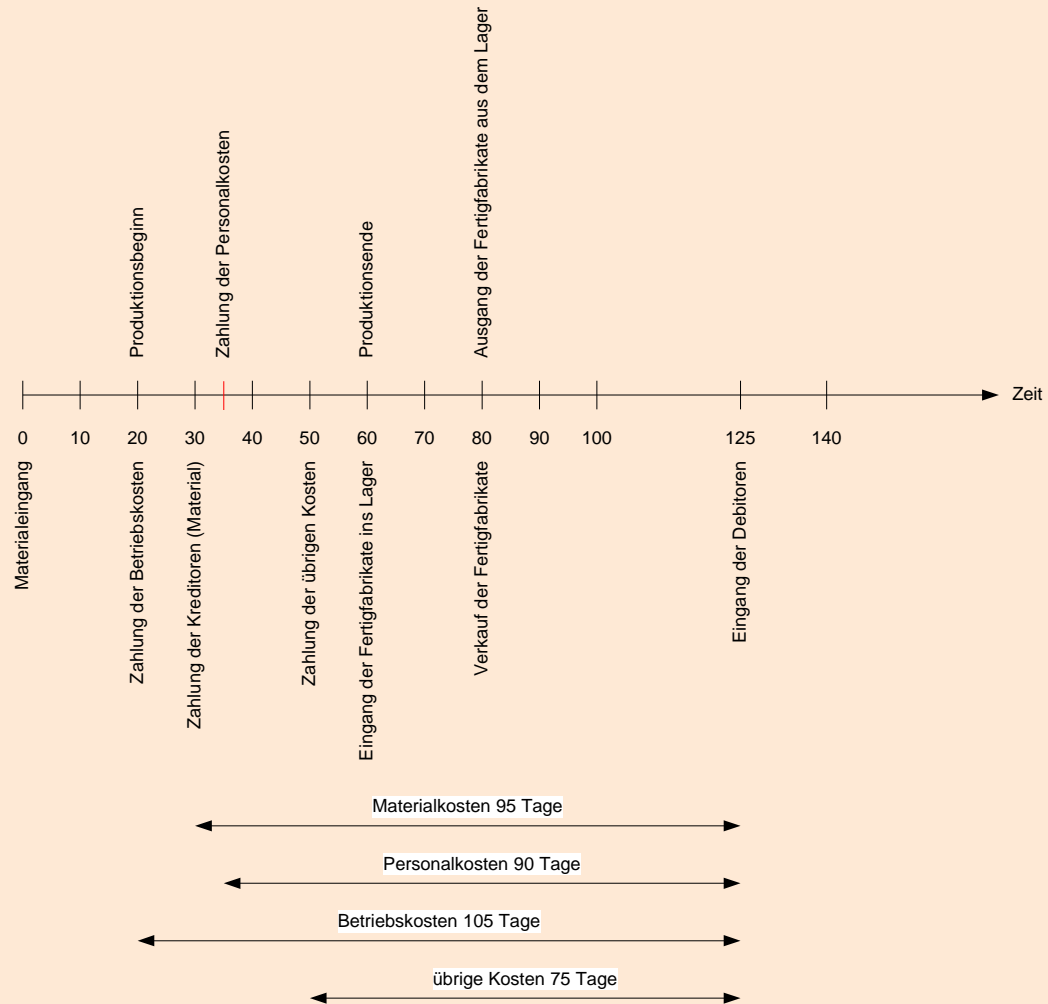 Produktionsbeginn
Zahlung der Personalkosten
Produktionsende
Ausgang der Fertigfabrikate aus dem Lager
Zeit
0 10 20 30 40 50 60 70 80 90 100 125 140
Materialeingang
Zahlung der Betriebskosten
Zahlung der Kreditoren (Material)
Zahlung der übrigen Kosten
Eingang der Fertigfabrikate ins Lager
Verkauf der Fertigfabrikate
Eingang der Debitoren
Materialkosten 95 Tage
Personalkosten 90 Tage
Betriebskosten 105 Tage
übrige Kosten 75 Tage